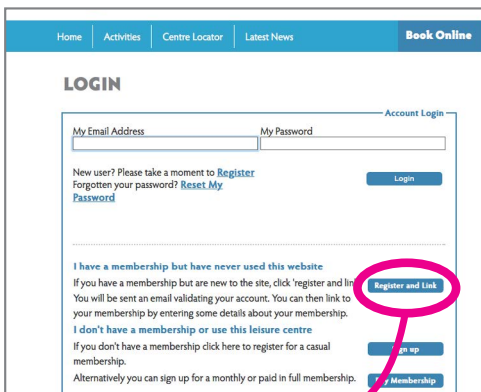 Home Activities Centre Locator Latest News Book Online
LOGIN
Account Login
My Email Address My Password
New user? Please take a moment to Register
Forgotten your password? Reset My
Password
Login
I have a membership but have never used this website
If you have a membership but are new to the site, click 'register and
You will be sent an email validating your account. You can then link to
your membership by entering some details about your membership.
Register and Link
I don't have a membership or use this leisure centre
If you don't have a membership click here to register for a casual
membership.
up
Alternatively you can sign up for a monthly or paid in full membership.
Membership